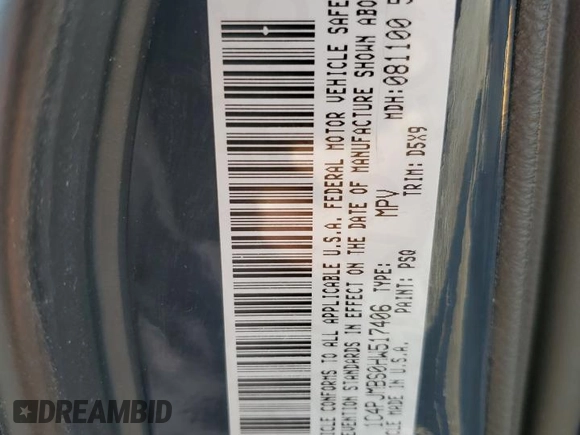 HICLE CONFORMS TO ALL APPLICABLE U.S.A. FEDERAL MOTOR VEHICLE SAFE
EVENTION STANDARDS IN EFFECT ON THE DATE OF MANUFACTURE SHOWN ABO
1C4PJMBS0HW517406 TYPE: MPV MDH: 081100
ICLE MADE IN U.S.A. PAINT: PSQ TRIM: D5X9
DREAMBID